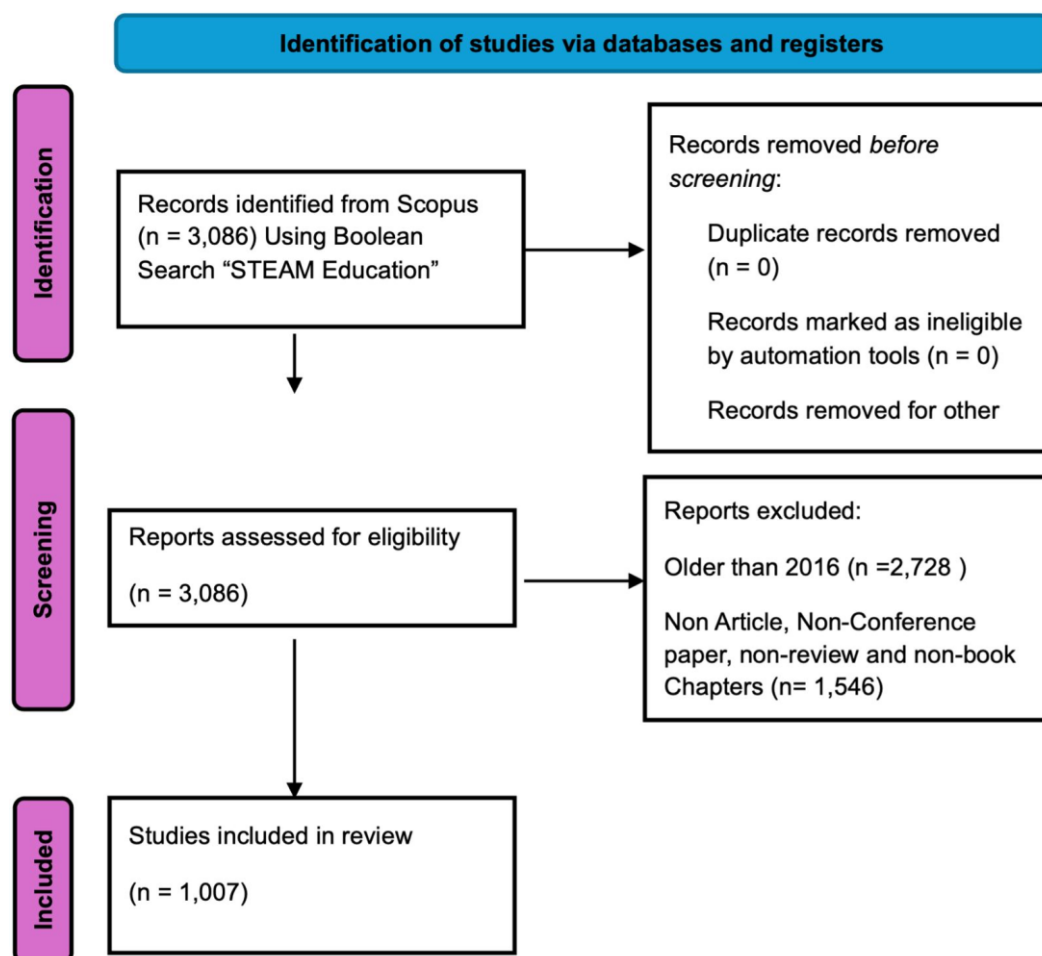 Identification of studies via databases and registers
Identification
Records identified from Scopus
(n = 3,086) Using Boolean
Search “STEAM Education”
Records removed before
screening:
Duplicate records removed
(n = 0)
Records marked as ineligible
by automation tools (n = 0)
Records removed for other
Screening
Reports assessed for eligibility
(n = 3,086)
Reports excluded:
Older than 2016 (n =2,728 )
Non Article, Non-Conference
paper, non-review and non-book
Chapters (n= 1,546)
Included
Studies included in review
(n = 1,007)